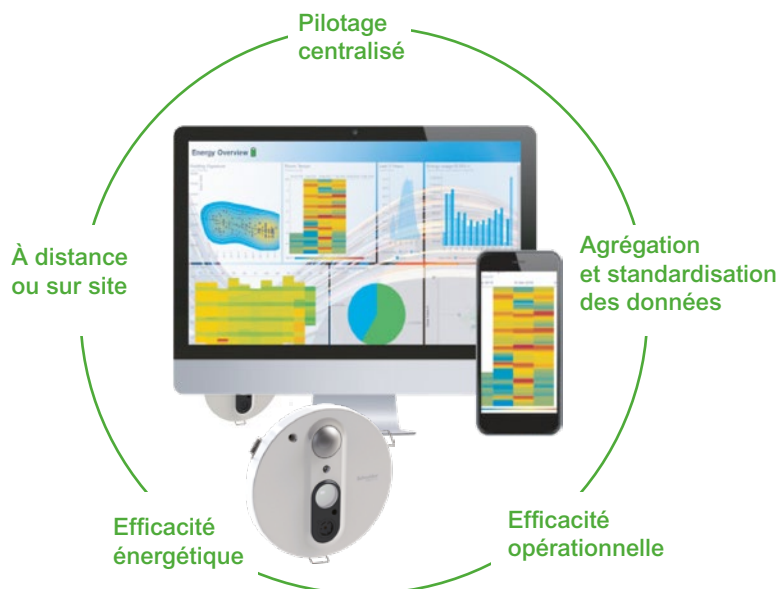 Pilotage
centralisé
Energy Overview
À distance
ou sur site
Agrégation
et standardisation
des données
Efficacité
énergétique
Efficacité
opérationnelle